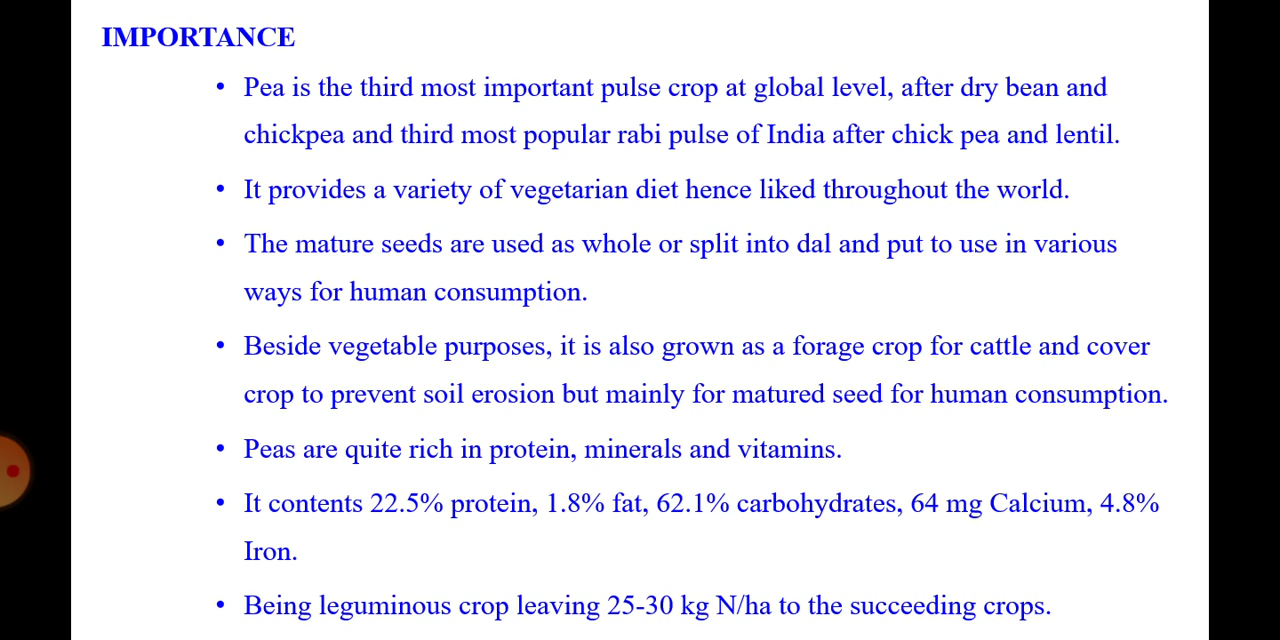 IMPORTANCE
• Pea is the third most important pulse crop at global level, after dry bean and
chickpea and third most popular rabi pulse of India after chick pea and lentil.
• It provides a variety of vegetarian diet hence liked throughout the world.
• The mature seeds are used as whole or split into dal and put to use in various
ways for human consumption.
• Beside vegetable purposes, it is also grown as a forage crop for cattle and cover
crop to prevent soil erosion but mainly for matured seed for human consumption.
• Peas are quite rich in protein, minerals and vitamins.
• It contents 22.5% protein, 1.8% fat, 62.1% carbohydrates, 64 mg Calcium, 4.8%
Iron.
• Being leguminous crop leaving 25-30 kg N/ha to the succeeding crops.